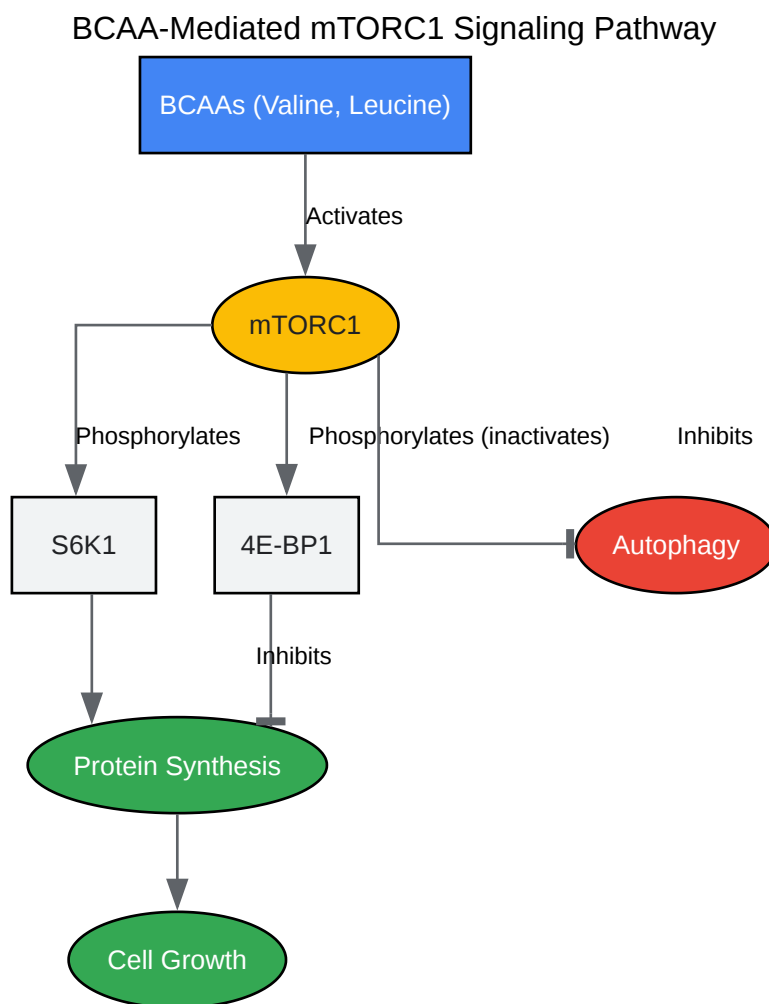 BCAA-Mediated mTORC1 Signaling Pathway
BCAAs (Valine, Leucine)
Activates
mTORC1
Phosphorylates
Phosphorylates (inactivates)
Inhibits
S6K1
4E-BP1
Autophagy
Inhibits
Protein Synthesis
Cell Growth